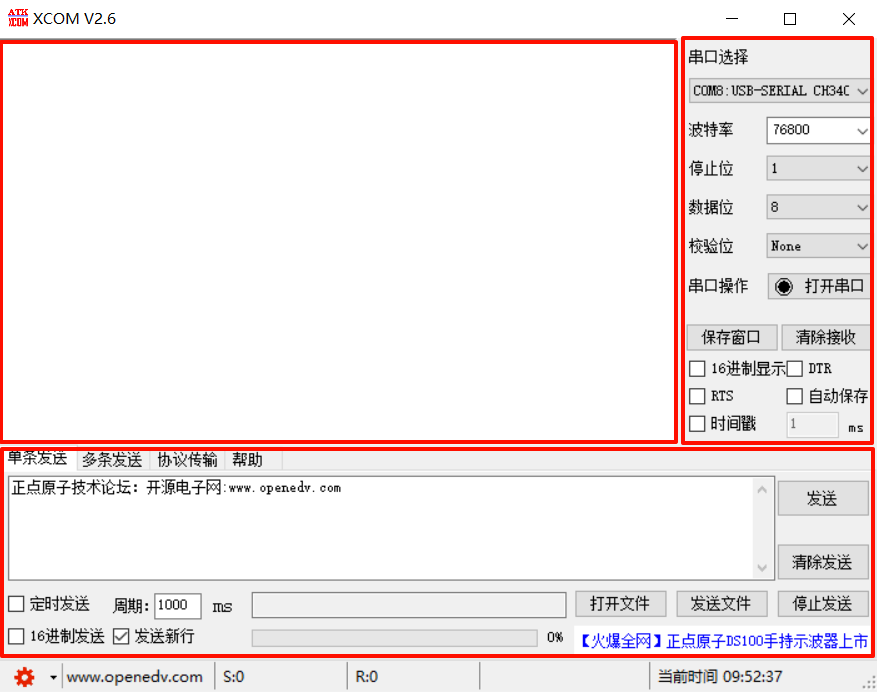 ATK XCOM XCOM V2.6
串口选择
COM8:USB-SERIAL CH34C
波特率 76800
停止位 1
数据位 8
校验位 None
串口操作 打开串口
保存窗口 清除接收
16进制显示 DTR
RTS 自动保存
时间戳 1 ms
单条发送 多条发送 协议传输 帮助
正点原子技术论坛：开源电子网:www.openedv.com
发送
清除发送
定时发送 周期: 1000 ms 打开文件 发送文件 停止发送
16进制发送 发送新行 0% 【火爆全网】正点原子DS100手持示波器上市
www.openedv.com S:0 R:0 当前时间 09:52:37